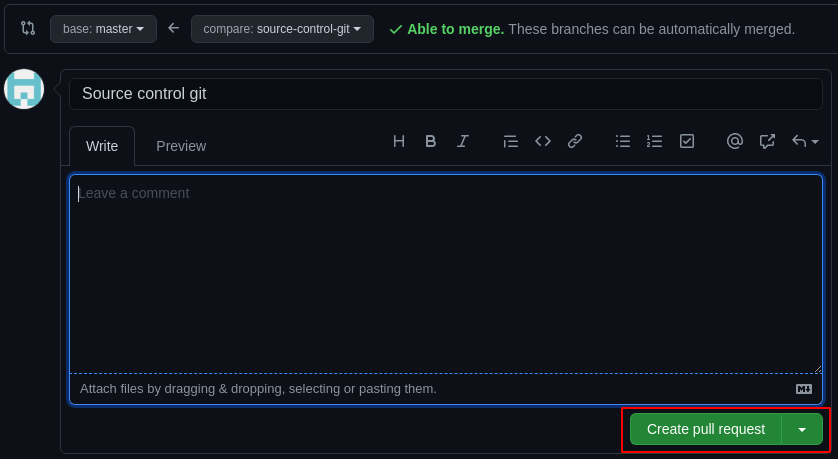 base: master compare: source-control-git Able to merge. These branches can be automatically merged.
Source control git
Write Preview
Leave a comment
Attach files by dragging & dropping, selecting or pasting them.
Create pull request